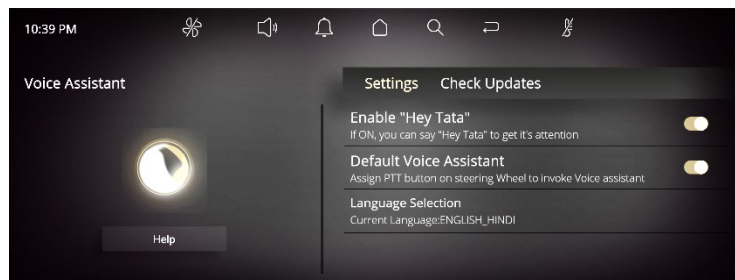 10:39 PM
Voice Assistant
Help
Settings Check Updates
Enable "Hey Tata"
If ON, you can say "Hey Tata" to get it's attention
Default Voice Assistant
Assign PTT button on steering Wheel to invoke Voice assistant
Language Selection
Current Language:ENGLISH_HINDI